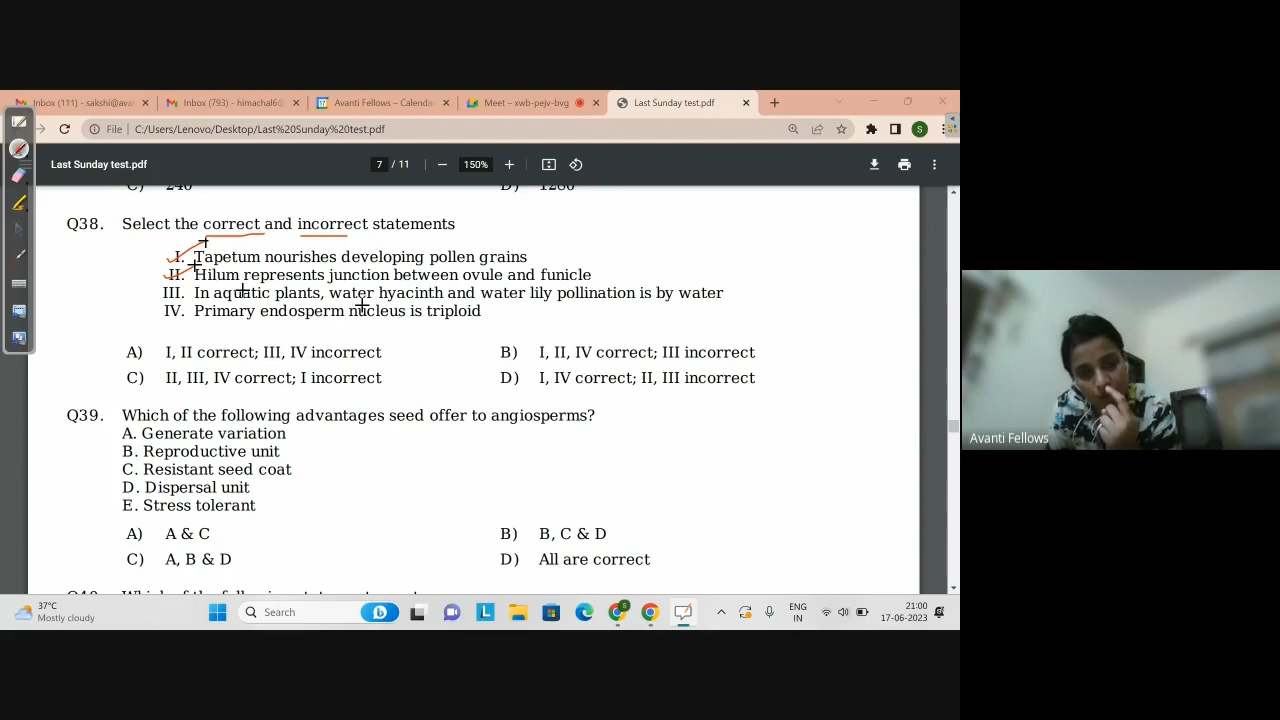 Inbox (111) - sakshi@ava
Inbox (793) - himachal6@
Avanti Fellows – Calenda
Meet – xwb-pejv-bvg
Last Sunday test.pdf
File | C:/Users/Lenovo/Desktop/Last%20Sunday%20test.pdf
S
Last Sunday test.pdf
7 / 11
150%
C) 240 D) 1280
Q38. Select the correct and incorrect statements
I. Tapetum nourishes developing pollen grains
II. Hilum represents junction between ovule and funicle
III. In aquatic plants, water hyacinth and water lily pollination is by water
IV. Primary endosperm nucleus is triploid
A) I, II correct; III, IV incorrect B) I, II, IV correct; III incorrect
C) II, III, IV correct; I incorrect D) I, IV correct; II, III incorrect
Q39. Which of the following advantages seed offer to angiosperms?
A. Generate variation
B. Reproductive unit
C. Resistant seed coat
D. Dispersal unit
E. Stress tolerant
A) A & C B) B, C & D
C) A, B & D D) All are correct
Avanti Fellows
37°C
Mostly cloudy
Search
ENG
IN
21:00
17-06-2023